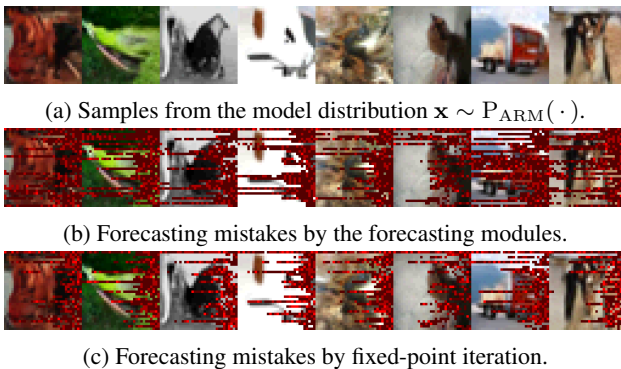 (a) Samples from the model distribution x ∼ P_ARM(·).
(b) Forecasting mistakes by the forecasting modules.
(c) Forecasting mistakes by fixed-point iteration.